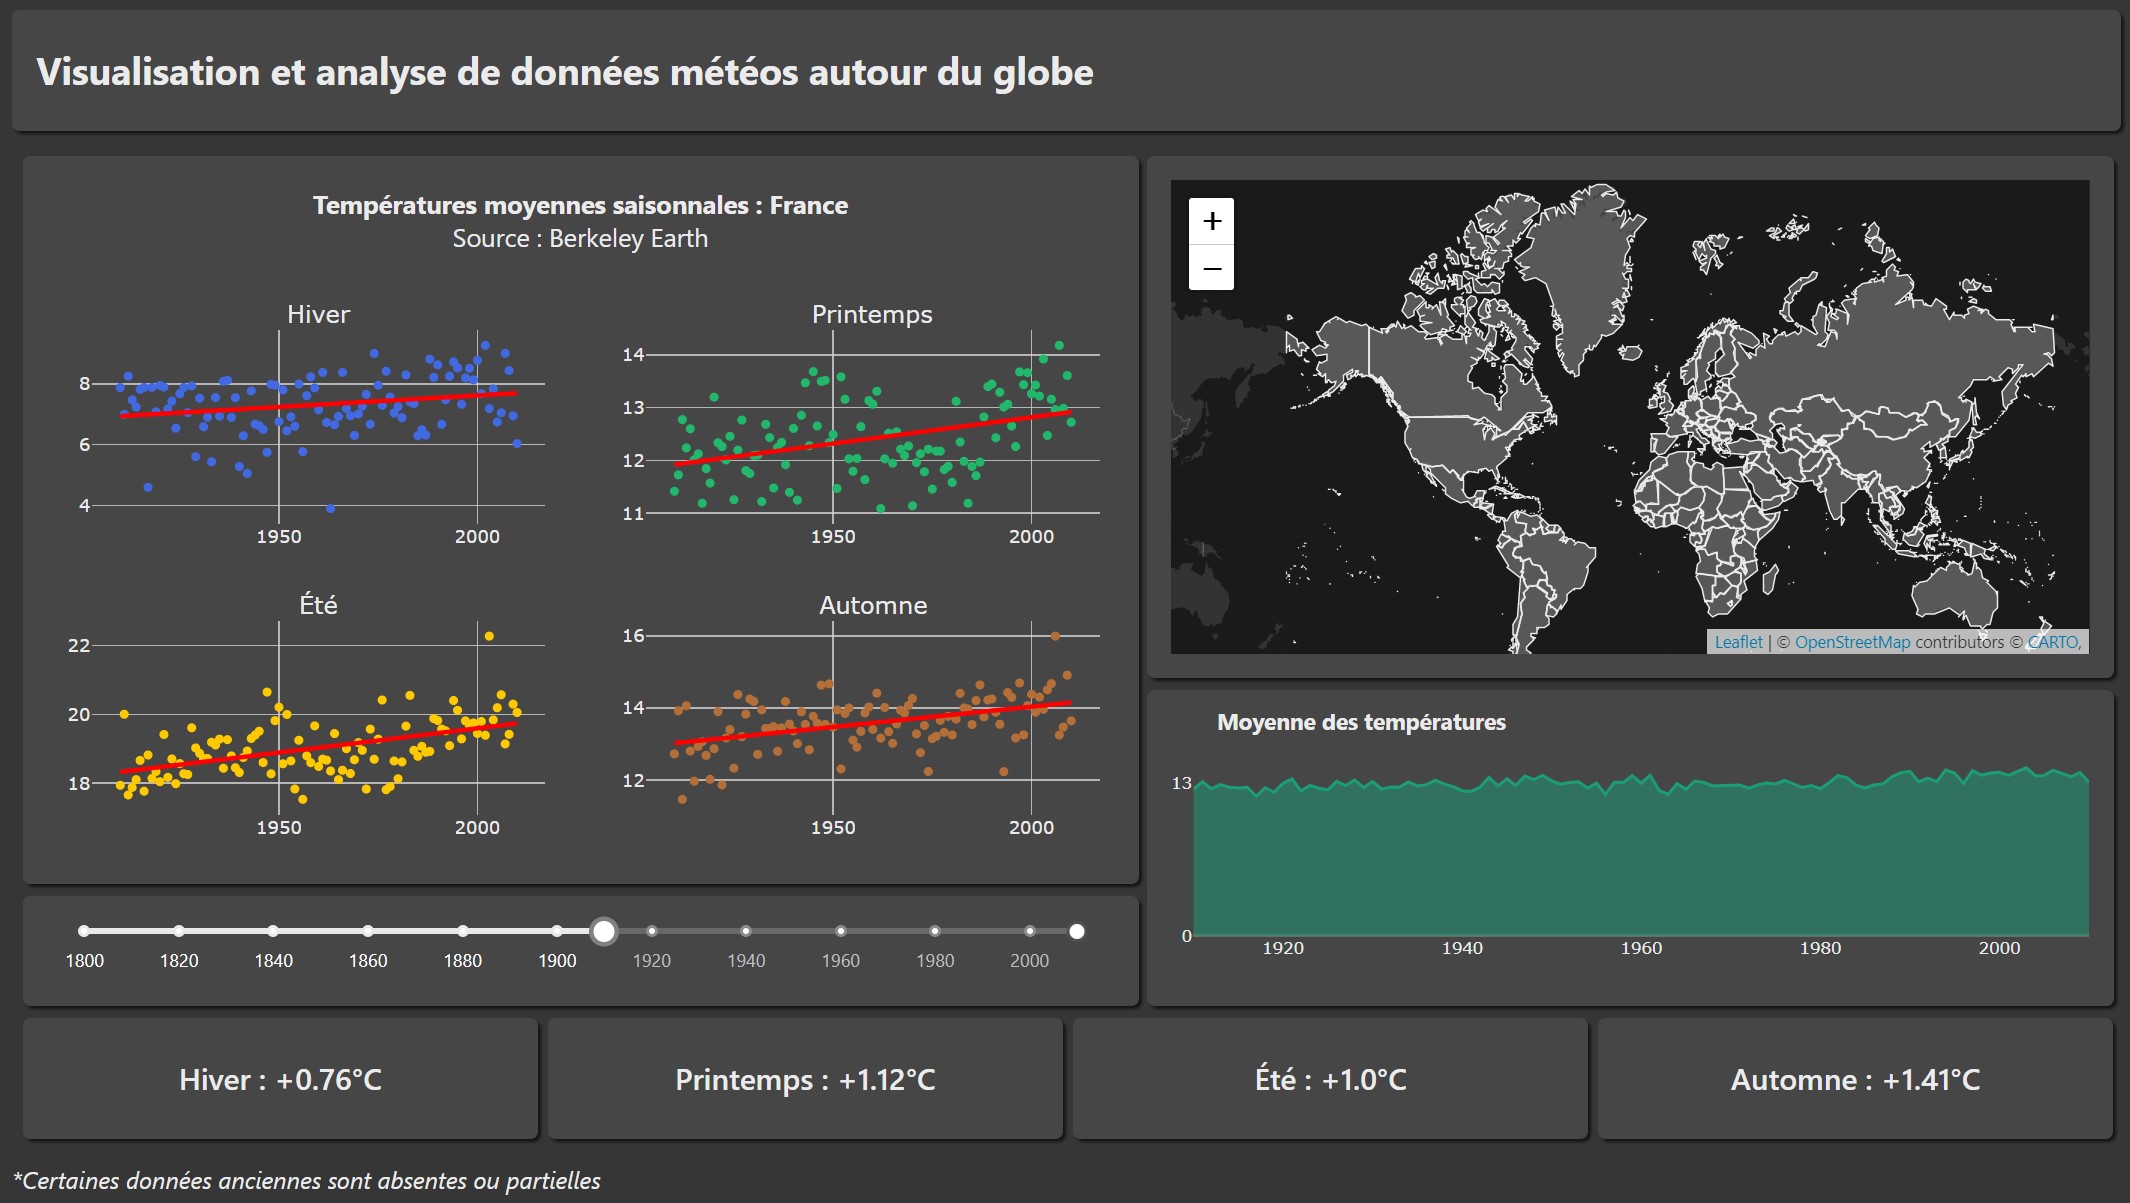 Visualisation et analyse de données météos autour du globe
Températures moyennes saisonnales : France
Source : Berkeley Earth
Hiver
8
6
4
1950
2000
Printemps
14
13
12
11
1950
2000
Été
22
20
18
1950
2000
Automne
16
14
12
1950
2000
+
−
Leaflet | © OpenStreetMap contributors © CARTO,
Moyenne des températures
13
0
1920
1940
1960
1980
2000
1800 1820 1840 1860 1880 1900 1920 1940 1960 1980 2000
Hiver : +0.76°C
Printemps : +1.12°C
Été : +1.0°C
Automne : +1.41°C
*Certaines données anciennes sont absentes ou partielles